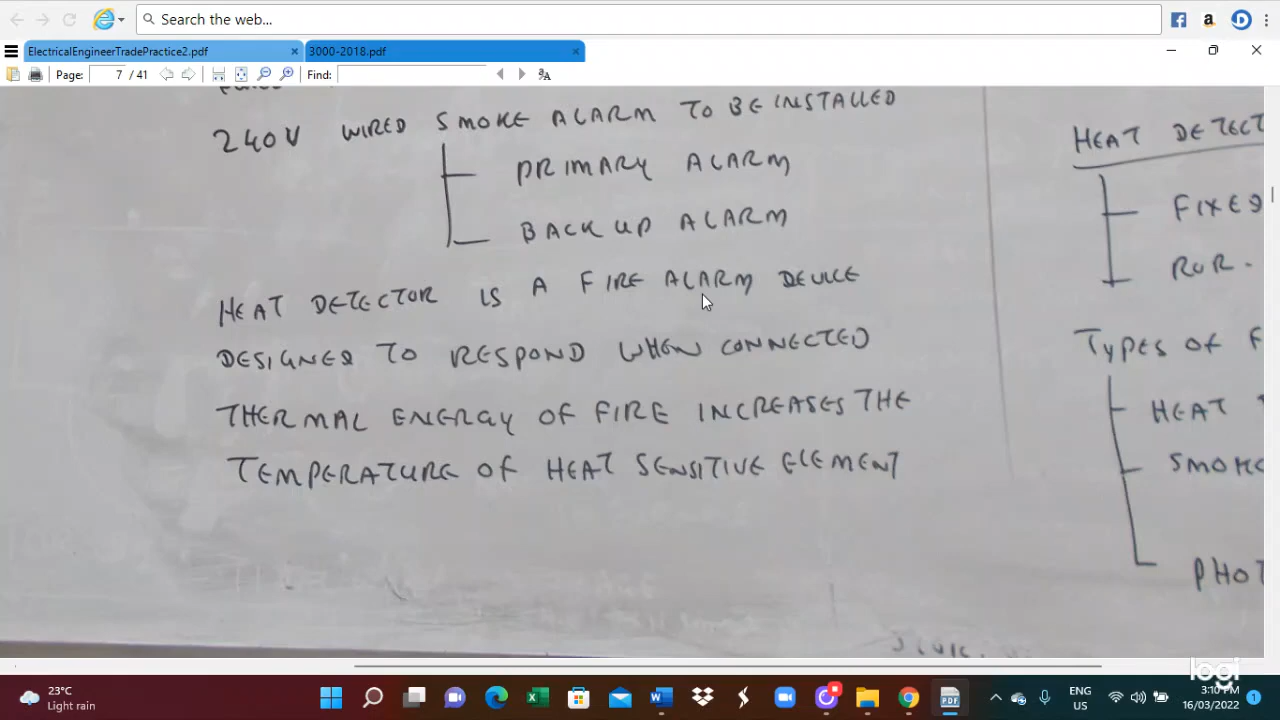 Search the web...
ElectricalEngineerTradePractice2.pdf
3000-2018.pdf
Page: 7 / 41
Find:
240V WIRED SMOKE ALARM TO BE INSTALLED
PRIMARY ALARM
BACK UP ALARM
HEAT DETECTOR IS A FIRE ALARM DEVICE
DESIGNED TO RESPOND WHEN CONNECTED
THERMAL ENERGY OF FIRE INCREASES THE
TEMPERATURE OF HEAT SENSITIVE ELEMENT
HEAT DETECT
FIXED
ROR.
TYPES OF F
HEAT
SMOKE
PHOT
logi
23°C
Light rain
ENG
US
3:10 PM
16/03/2022